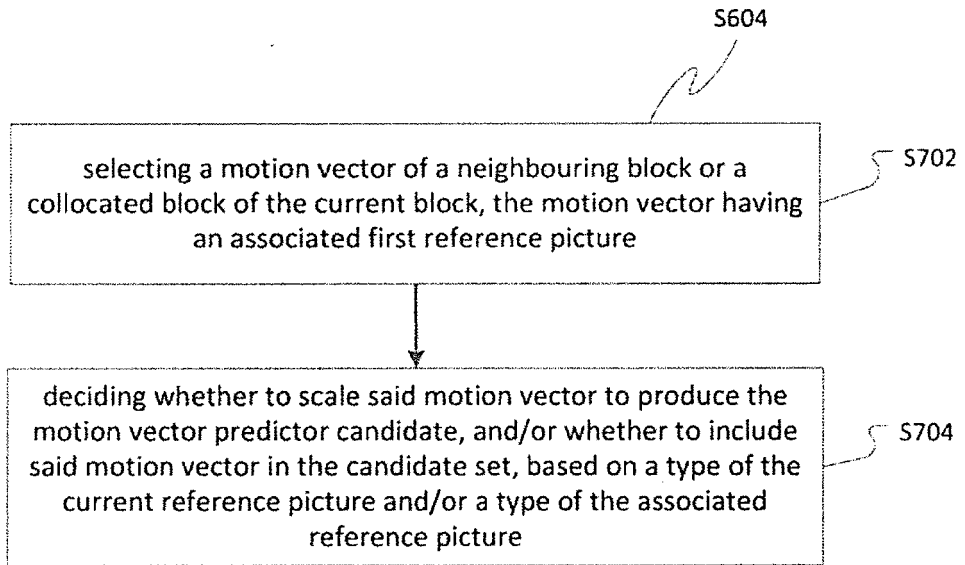 S604
selecting a motion vector of a neighbouring block or a
collocated block of the current block, the motion vector having
an associated first reference picture
S702
deciding whether to scale said motion vector to produce the
motion vector predictor candidate, and/or whether to include
said motion vector in the candidate set, based on a type of the
current reference picture and/or a type of the associated
reference picture
S704